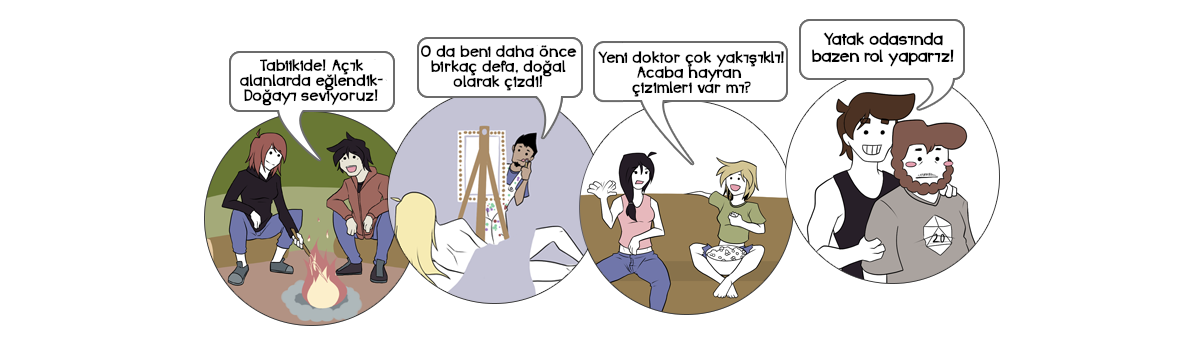 Tabiikide! Açık
alanlarda eğlendik-
Doğayı seviyoruz!
O da beni daha önce
birkaç defa, doğal
olarak çizdi!
Yeni doktor çok yakışıklı!
Acaba hayran
çizimleri var mı?
Yatak odasında
bazen rol yaparız!
20